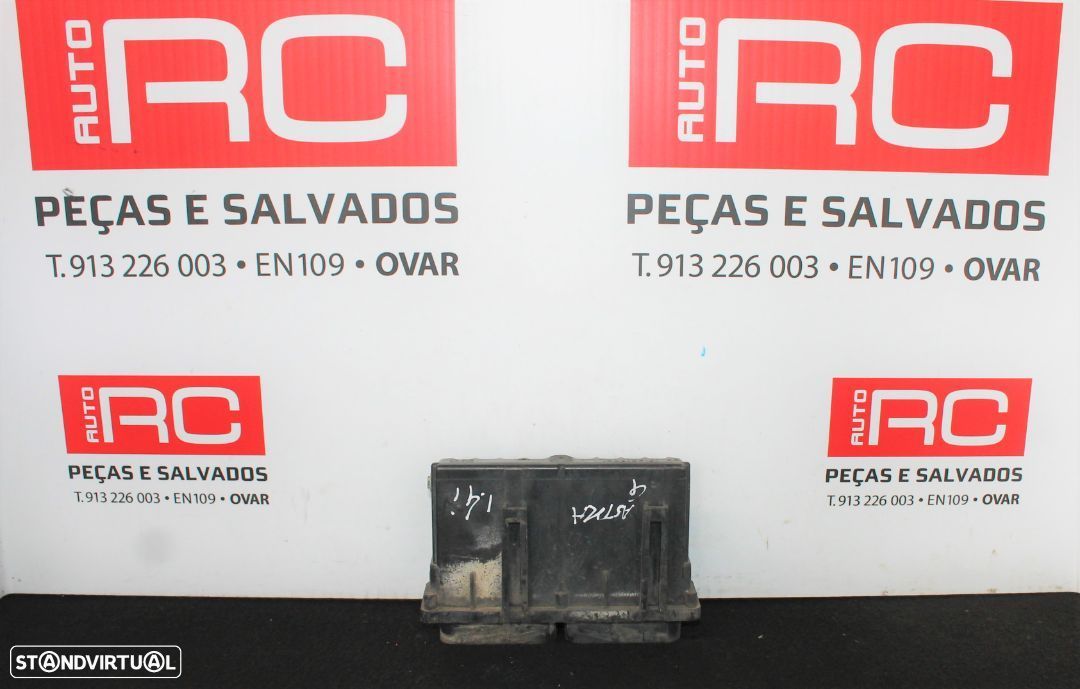 AUTO RC
PEÇAS E SALVADOS
T. 913 226 003 • EN109 • OVAR
AUTO RC
PEÇAS E SALVADOS
T. 913 226 003 • EN109 • OVAR
AUTO RC
PEÇAS E SALVADOS
T. 913 226 003 • EN109 • OVAR
AUTO RC
PEÇAS E SALVADOS
T. 913 226 003 • EN109 • OVAR
1.4i
ASTRA
STANDVIRTUAL